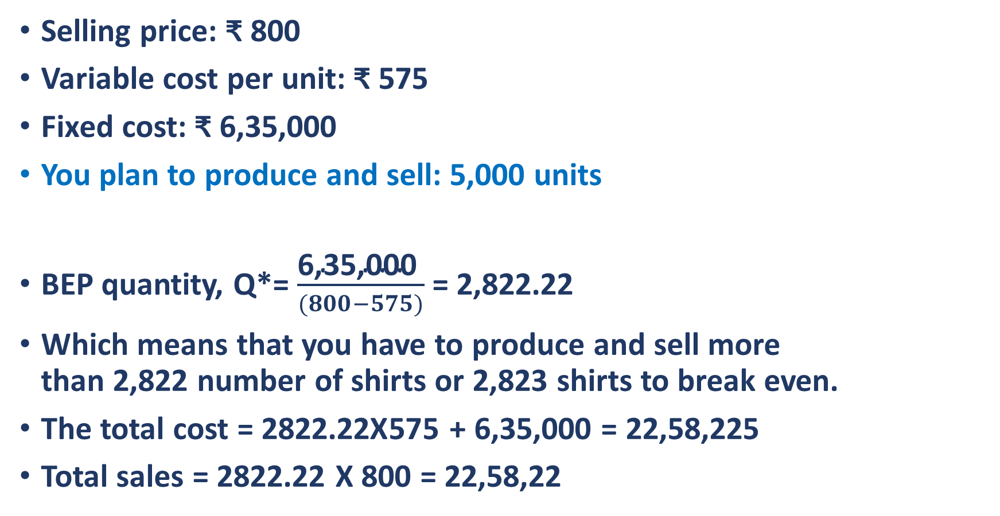 • Selling price: ₹ 800
• Variable cost per unit: ₹ 575
• Fixed cost: ₹ 6,35,000
• You plan to produce and sell: 5,000 units
• BEP quantity, Q*= 6,35,000 / (800−575) = 2,822.22
• Which means that you have to produce and sell more
than 2,822 number of shirts or 2,823 shirts to break even.
• The total cost = 2822.22X575 + 6,35,000 = 22,58,225
• Total sales = 2822.22 X 800 = 22,58,22